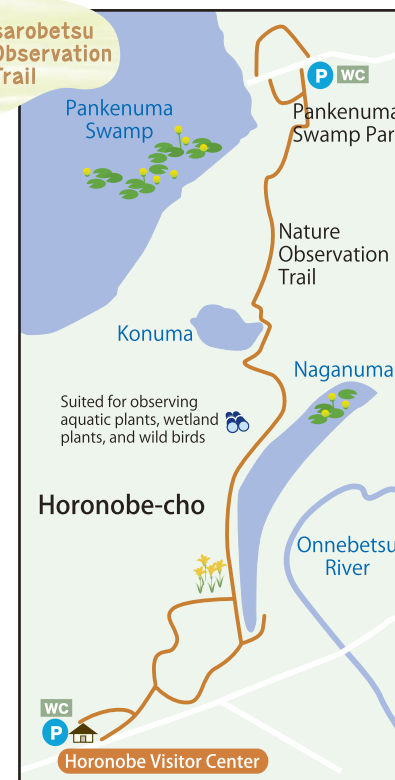 sarobetsu
Observation
Trail
P WC
Pankenuma
Swamp
Pankenuma
Swamp Par
Nature
Observation
Trail
Konuma
Naganuma
Suited for observing
aquatic plants, wetland
plants, and wild birds
Horonobe-cho
Onnebetsu
River
WC
P
Horonobe Visitor Center